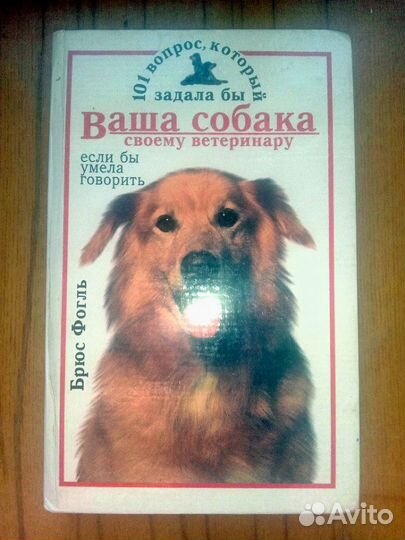 101 вопрос, который
задала бы
Ваша собака
своему ветеринару
если бы
умела
говорить
Брюс Фогль
Avito